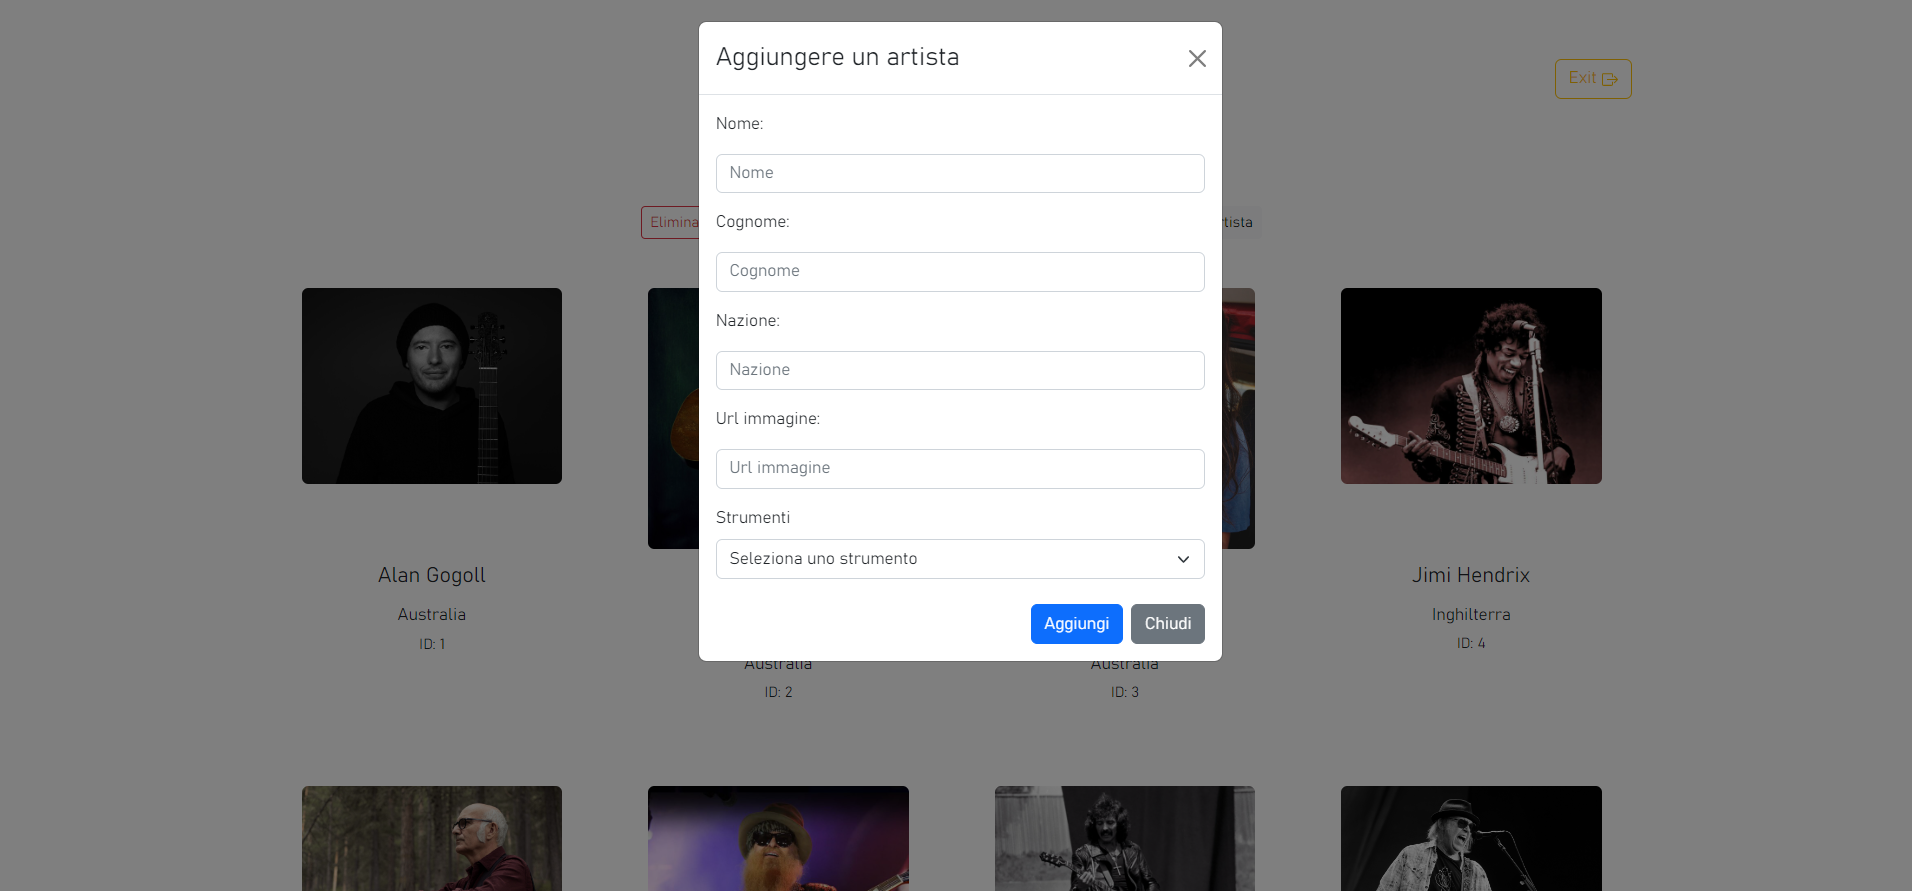 Aggiungere un artista
Exit
Nome:
Nome
Cognome:
Elimina
tista
Cognome
Nazione:
Nazione
Url immagine:
Url immagine
Strumenti
Seleziona uno strumento
Aggiungi Chiudi
Alan Gogoll
Australia
ID: 1
Australia
ID: 2
Australia
ID: 3
Jimi Hendrix
Inghilterra
ID: 4